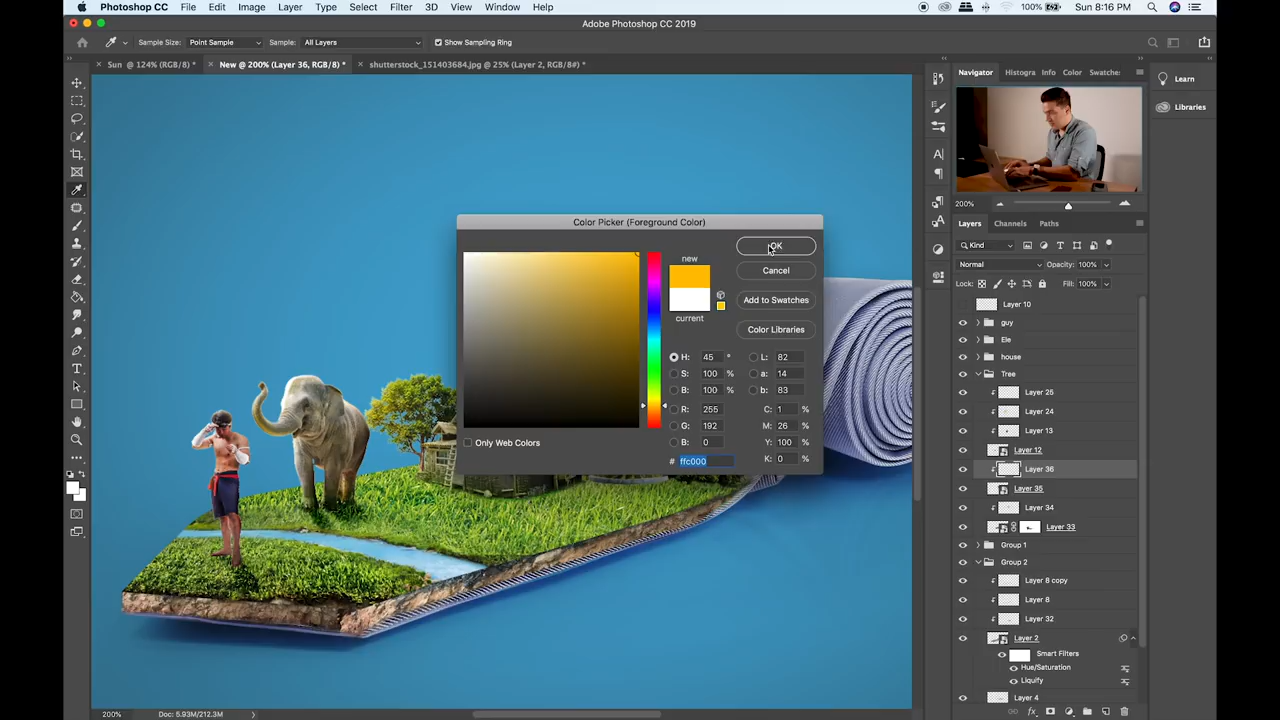 Photoshop CC File Edit Image Layer Type Select Filter 3D View Window Help 100% Sun 8:16 PM
Adobe Photoshop CC 2019
Sample Size: Point Sample Sample: All Layers Show Sampling Ring
× Sun @ 124% (RGB/8) * × New @ 200% (Layer 36, RGB/8) * × shutterstock_151403684.jpg @ 25% (Layer 2, RGB/8#) *
Navigator Histogra Info Color Swatche
Learn
Libraries
200%
Color Picker (Foreground Color)
new
current
OK
Cancel
Add to Swatches
Color Libraries
H: 45 ° L: 82
S: 100 % a: 14
B: 100 % b: 83
R: 255 C: 1 %
G: 192 M: 26 %
B: 0 Y: 100 %
# ffc000 K: 0 %
Only Web Colors
Layers Channels Paths
Kind
Normal Opacity: 100%
Lock: Fill: 100%
Layer 10
guy
Ele
house
Tree
Layer 25
Layer 24
Layer 13
Layer 12
Layer 36
Layer 35
Layer 34
Layer 33
Group 1
Group 2
Layer 8 copy
Layer 8
Layer 32
Layer 2
Smart Filters
Hue/Saturation
Liquify
Layer 4
fx
200% Doc: 5.93M/212.3M